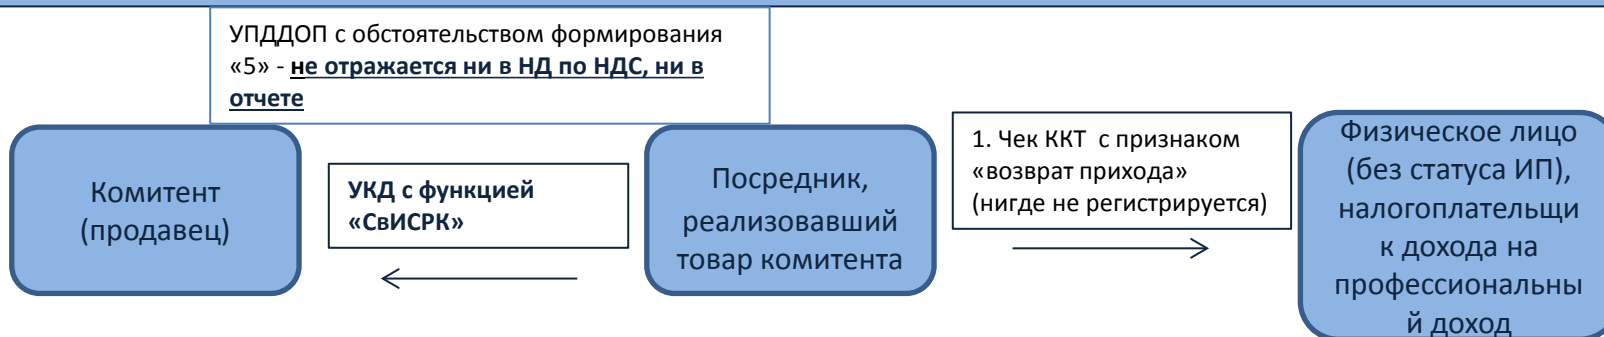 УПДДОП с обстоятельством формирования
«5» - не отражается ни в НД по НДС, ни в
отчете
Комитент
(продавец)
УКД с функцией
«СвИСРК»
Посредник,
реализовавший
товар комитента
1. Чек ККТ с признаком
«возврат прихода»
(нигде не регистрируется)
Физическое лицо
(без статуса ИП),
налогоплательщи
к дохода на
профессиональны
й доход